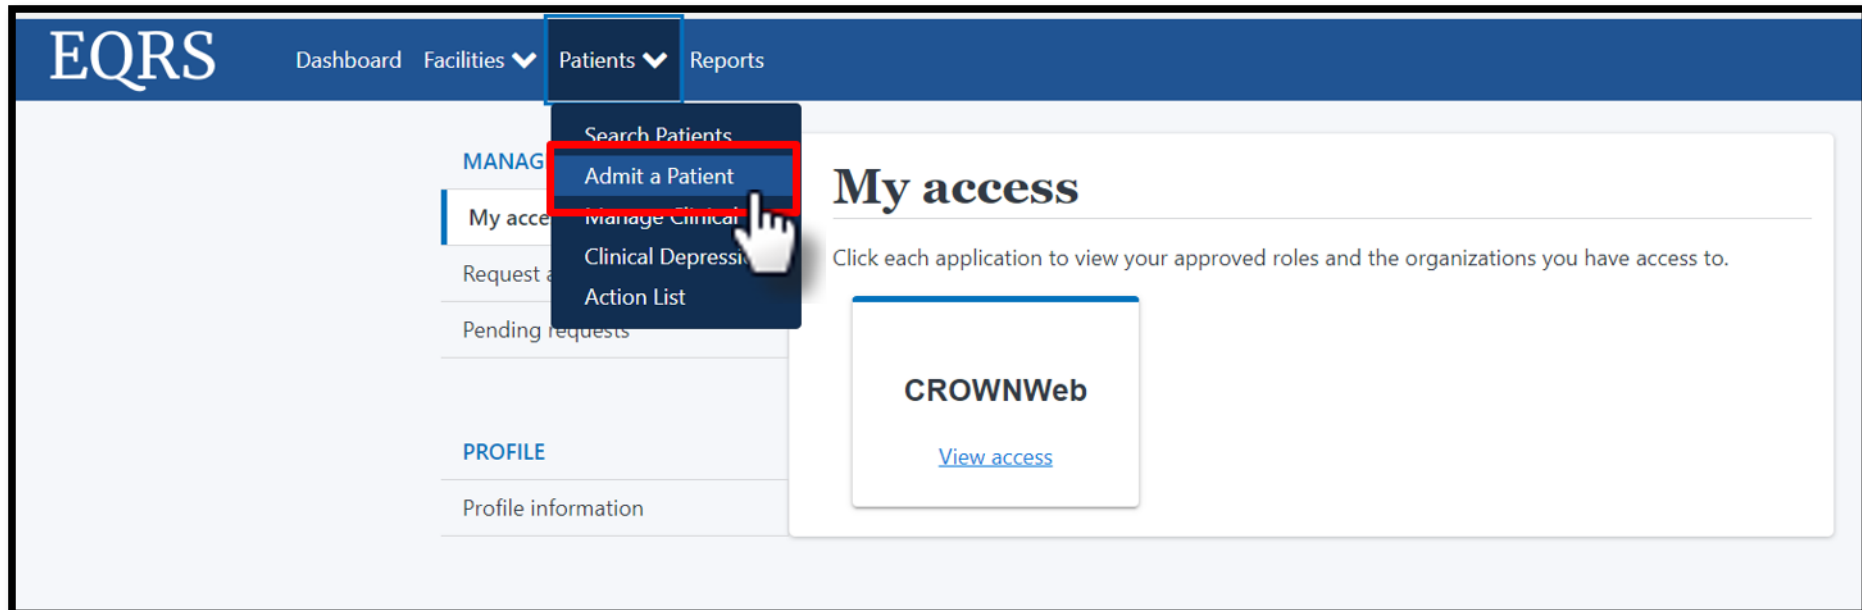 EQRS Dashboard Facilities Patients Reports
Search Patients
Admit a Patient
Manage Clinical
Clinical
Action List
MANAG
My acce
Request
Pending requests
PROFILE
Profile information
My access
Click each application to view your approved roles and the organizations you have access to.
CROWNWeb
View access